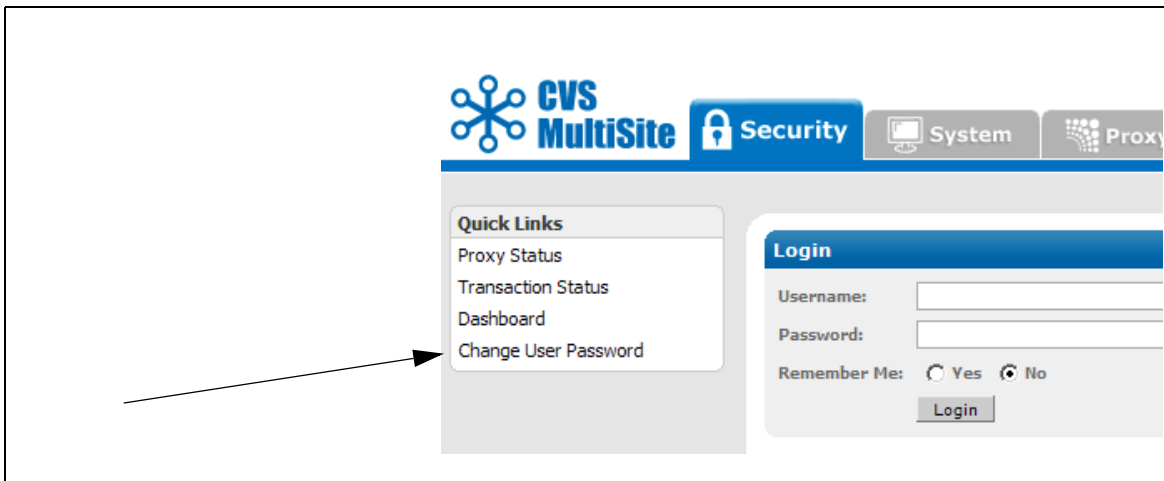 CVS
MultiSite
Security
System
Proxy
Quick Links
Proxy Status
Transaction Status
Dashboard
Change User Password
Login
Username:
Password:
Remember Me: Yes No
Login